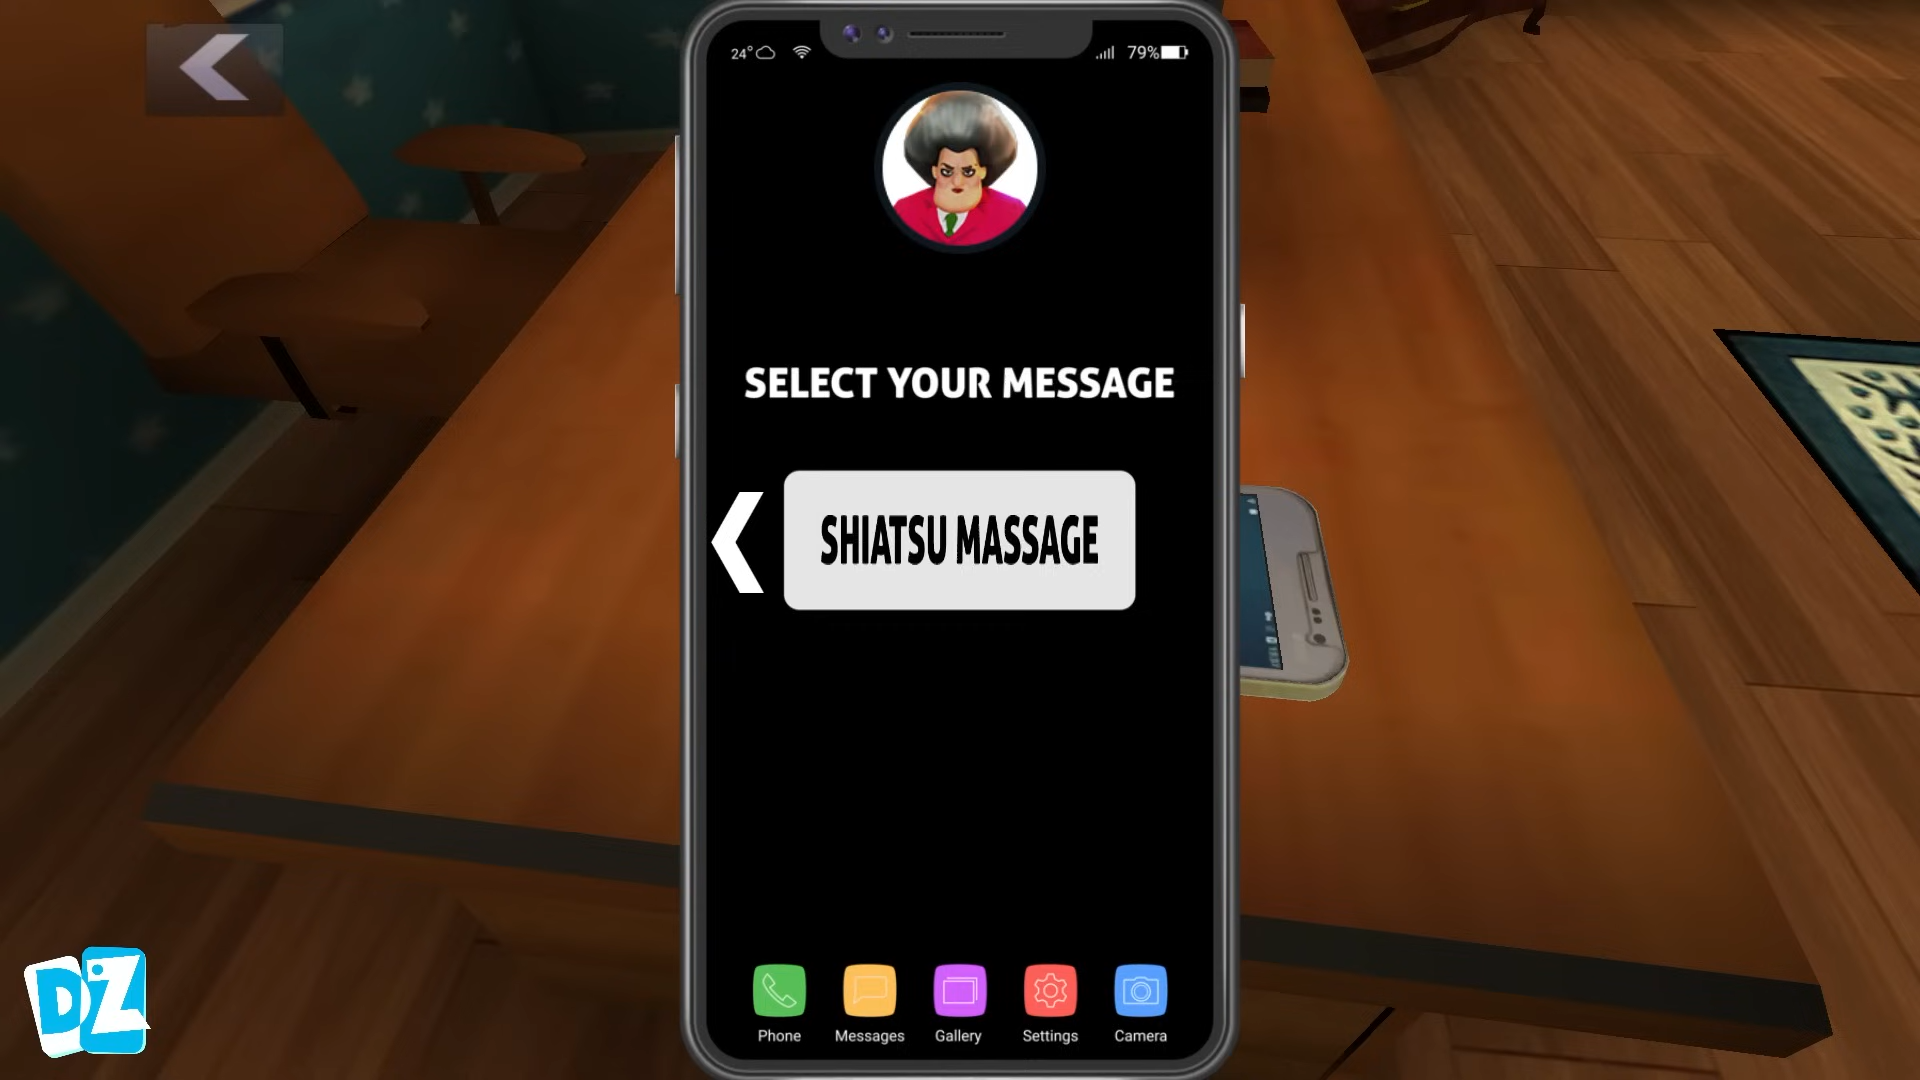 24°
79%
SELECT YOUR MESSAGE
SHIATSU MASSAGE
Phone
Messages
Gallery
Settings
Camera
DZ